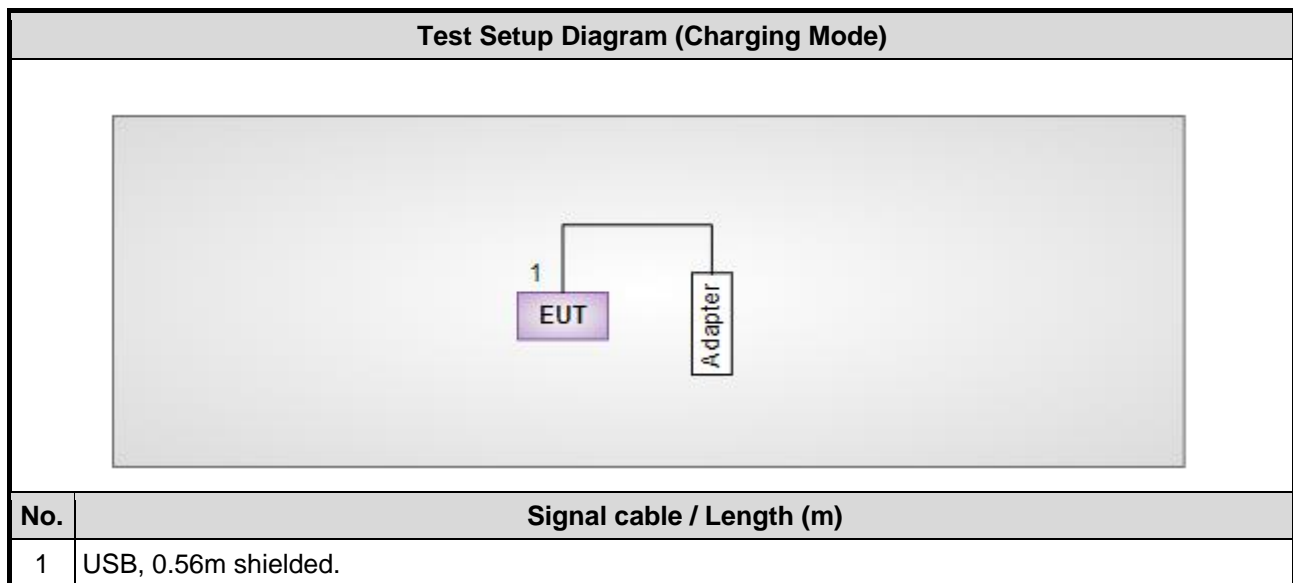 Test Setup Diagram (Charging Mode)
1
EUT
Adapter
No. Signal cable / Length (m)
1 USB, 0.56m shielded.